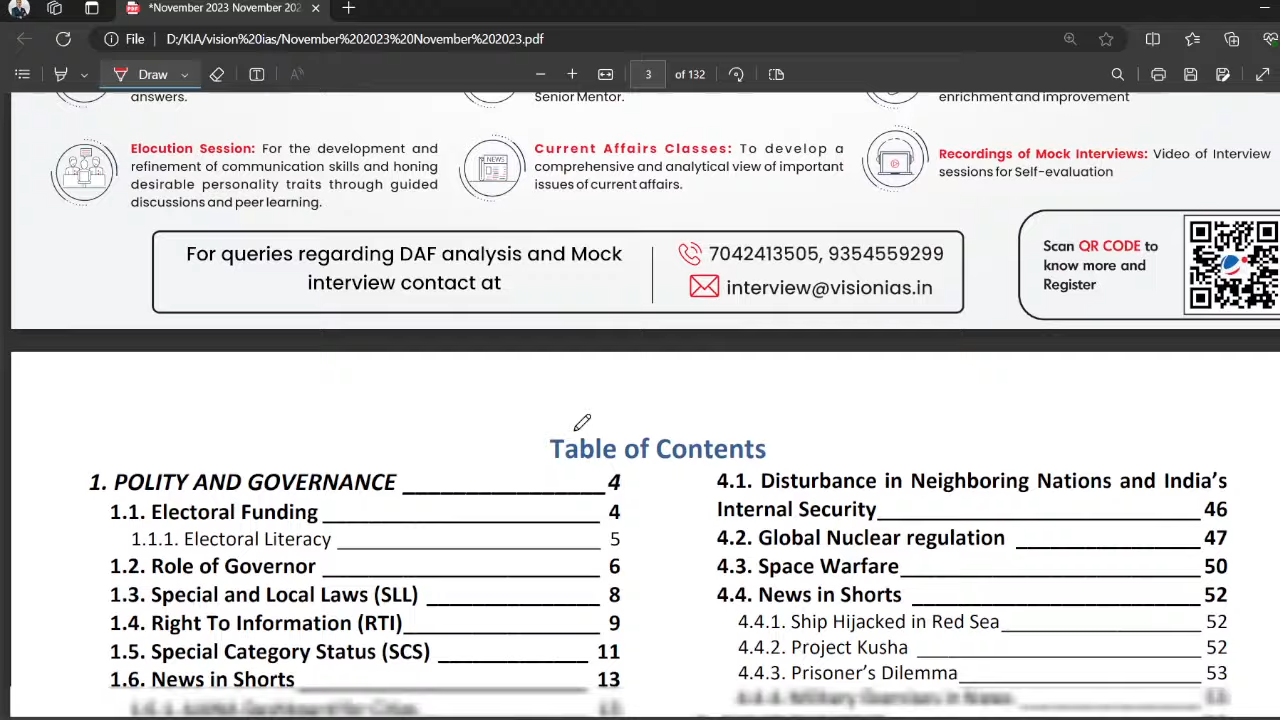 *November 2023 November 202
File D:/KIA/vision%20ias/November%202023%20November%202023.pdf
Draw 3 of 132
answers.
Senior Mentor.
enrichment and improvement
Elocution Session: For the development and
refinement of communication skills and honing
desirable personality traits through guided
discussions and peer learning.
Current Affairs Classes: To develop a
comprehensive and analytical view of important
issues of current affairs.
NEWS
Recordings of Mock Interviews: Video of Interview
sessions for Self-evaluation
For queries regarding DAF analysis and Mock
interview contact at
7042413505, 9354559299
interview@visionias.in
Scan QR CODE to
know more and
Register
Table of Contents
1. POLITY AND GOVERNANCE 4
1.1. Electoral Funding 4
1.1.1. Electoral Literacy 5
1.2. Role of Governor 6
1.3. Special and Local Laws (SLL) 8
1.4. Right To Information (RTI) 9
1.5. Special Category Status (SCS) 11
1.6. News in Shorts 13
4.1. Disturbance in Neighboring Nations and India's
Internal Security 46
4.2. Global Nuclear regulation 47
4.3. Space Warfare 50
4.4. News in Shorts 52
4.4.1. Ship Hijacked in Red Sea 52
4.4.2. Project Kusha 52
4.4.3. Prisoner's Dilemma 53